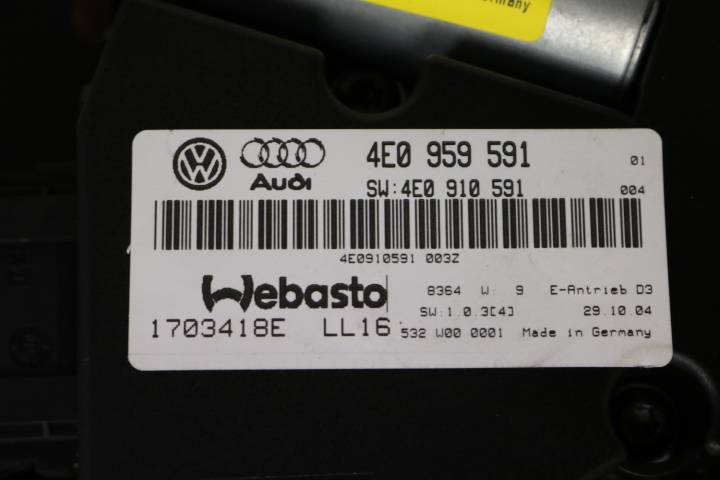 Germany
4E0 959 591 01
Audi SW:4E0 910 591 004
4E0910591 003Z
Webasto 8364 W: 9 E-Antrieb D3
SW:1.0.3[4] 29.10.04
1703418E LL16 532 W00 0001 Made in Germany